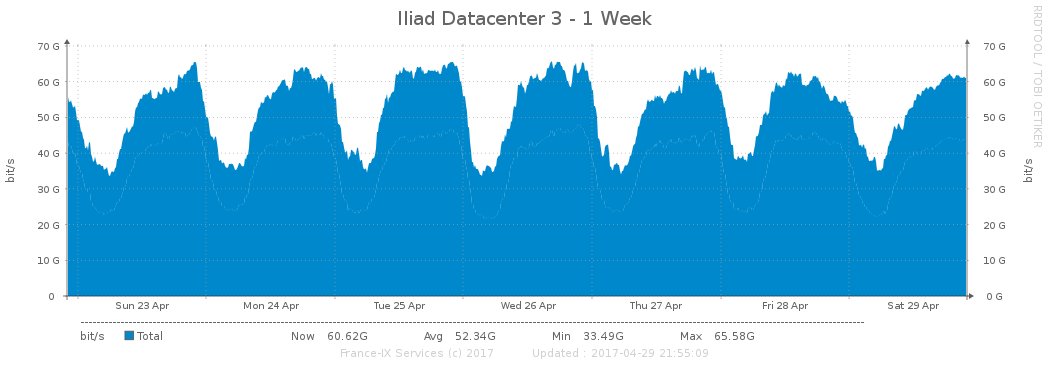 Iliad Datacenter 3 - 1 Week
RRDTOOL / TOBI OETIKER
70 G 70 G
60 G 60 G
50 G 50 G
40 G 40 G
30 G 30 G
20 G 20 G
10 G 10 G
0 0 G
bit/s bit/s
Sun 23 Apr Mon 24 Apr Tue 25 Apr Wed 26 Apr Thu 27 Apr Fri 28 Apr Sat 29 Apr
bit/s Total Now 60.62G Avg 52.34G Min 33.49G Max 65.58G
France-IX Services (c) 2017 Updated : 2017-04-29 21:55:09